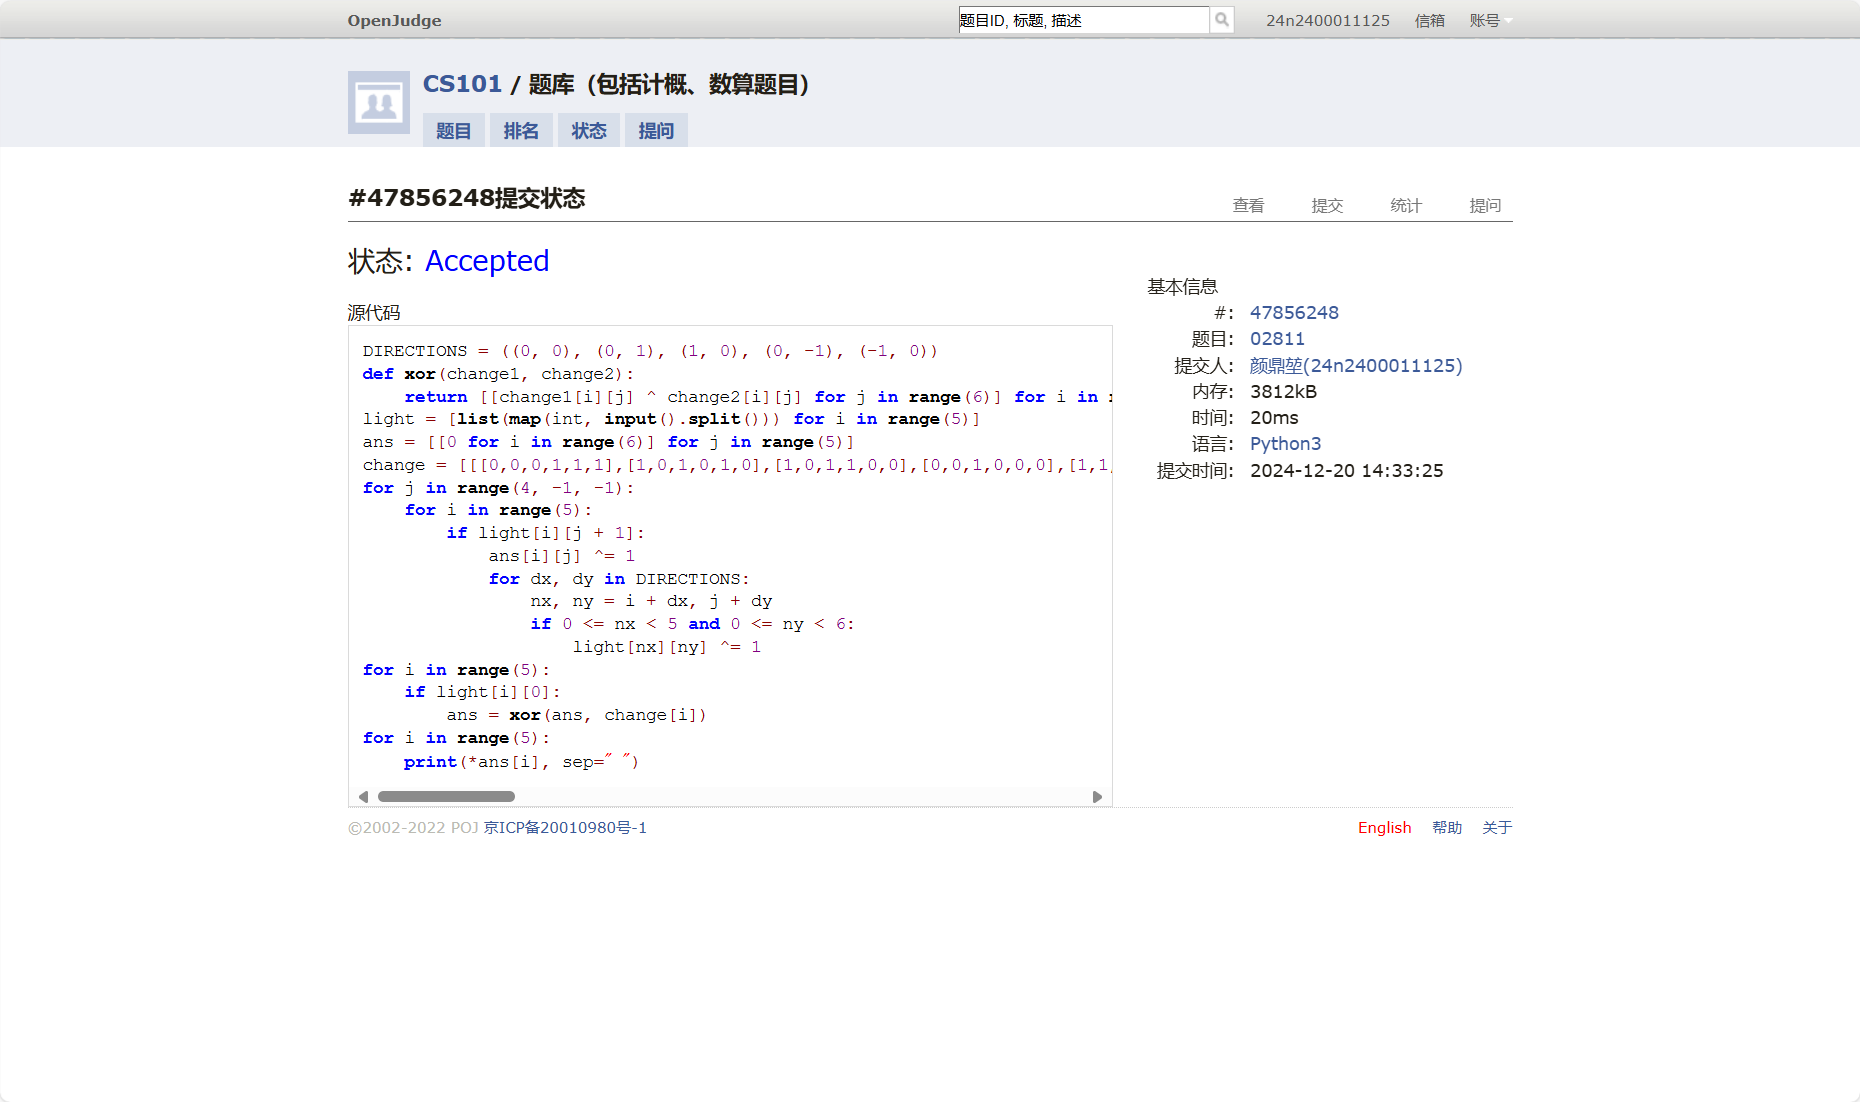 OpenJudge
题目ID, 标题, 描述
24n2400011125 信箱 账号
CS101 / 题库（包括计概、数算题目）
题目 排名 状态 提问
#47856248提交状态
查看 提交 统计 提问
状态: Accepted
源代码
DIRECTIONS = ((0, 0), (0, 1), (1, 0), (0, -1), (-1, 0))
def xor(change1, change2):
    return [[change1[i][j] ^ change2[i][j] for j in range(6)] for i in
light = [list(map(int, input().split())) for i in range(5)]
ans = [[0 for i in range(6)] for j in range(5)]
change = [[[0,0,0,1,1,1],[1,0,1,0,1,0],[1,0,1,1,0,0],[0,0,1,0,0,0],[1,1,
for j in range(4, -1, -1):
    for i in range(5):
        if light[i][j + 1]:
            ans[i][j] ^= 1
            for dx, dy in DIRECTIONS:
                nx, ny = i + dx, j + dy
                if 0 <= nx < 5 and 0 <= ny < 6:
                    light[nx][ny] ^= 1
for i in range(5):
    if light[i][0]:
        ans = xor(ans, change[i])
for i in range(5):
    print(*ans[i], sep=" ")
基本信息
#: 47856248
题目: 02811
提交人: 颜鼎堃(24n2400011125)
内存: 3812kB
时间: 20ms
语言: Python3
提交时间: 2024-12-20 14:33:25
©2002-2022 POJ 京ICP备20010980号-1
English 帮助 关于